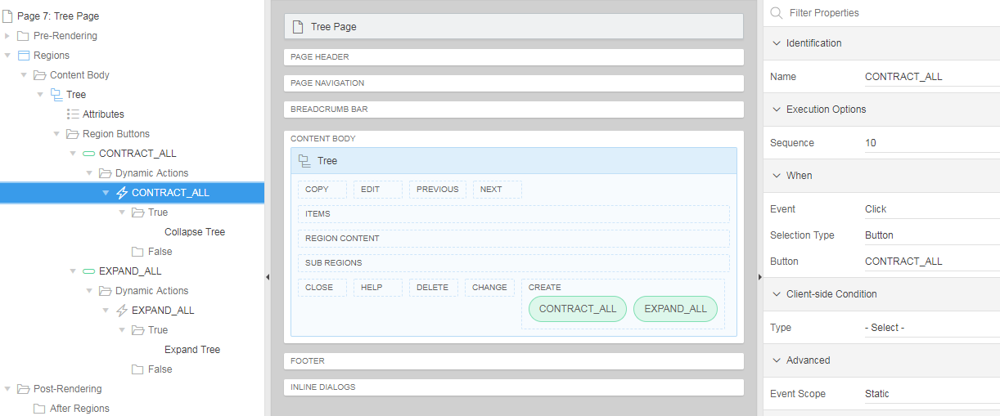 Page 7: Tree Page
Pre-Rendering
Regions
Content Body
Tree
Attributes
Region Buttons
CONTRACT_ALL
Dynamic Actions
CONTRACT_ALL
True
Collapse Tree
False
EXPAND_ALL
Dynamic Actions
EXPAND_ALL
True
Expand Tree
False
Post-Rendering
After Regions
Tree Page
PAGE HEADER
PAGE NAVIGATION
BREADCRUMB BAR
CONTENT BODY
Tree
COPY EDIT PREVIOUS NEXT
ITEMS
REGION CONTENT
SUB REGIONS
CLOSE HELP DELETE CHANGE CREATE
CONTRACT_ALL EXPAND_ALL
FOOTER
INLINE DIALOGS
Filter Properties
Identification
Name CONTRACT_ALL
Execution Options
Sequence 10
When
Event Click
Selection Type Button
Button CONTRACT_ALL
Client-side Condition
Type - Select -
Advanced
Event Scope Static